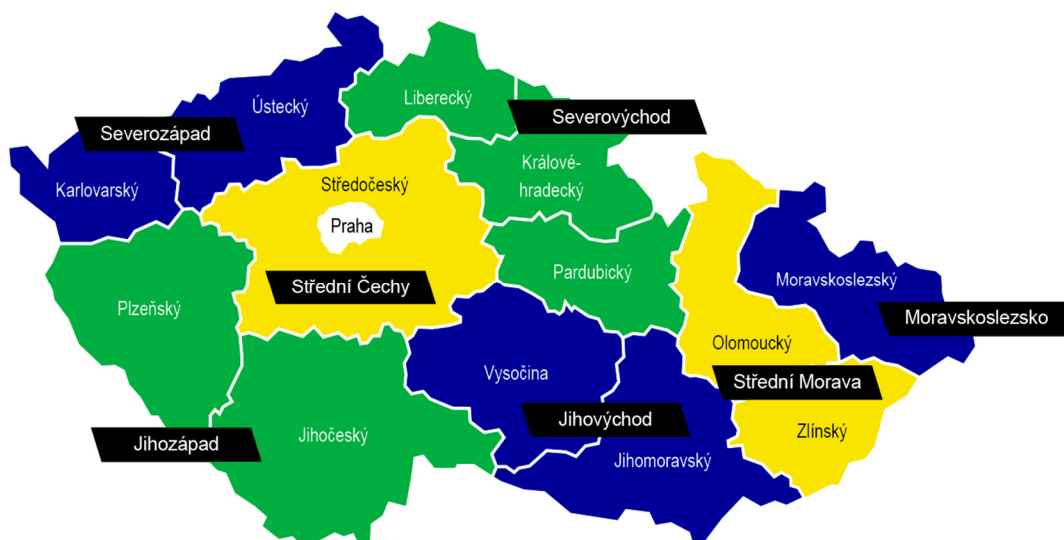 Ústecký
Liberecký
Severozápad
Severovýchod
Karlovarský
Středočeský
Králové-
hradecký
Praha
Plzeňský
Střední Čechy
Pardubický
Moravskoslezský
Moravskoslezsko
Vysočina
Olomoucký
Střední Morava
Jihozápad
Jihočeský
Jihovýchod
Jihomoravský
Zlínský